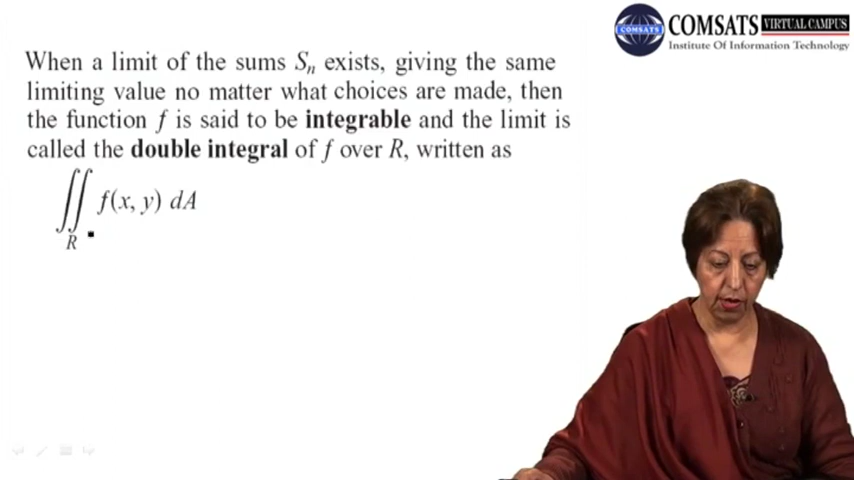 COMSATS VIRTUAL CAMPUS
Institute Of Information Technology
COMSATS
When a limit of the sums Sₙ exists, giving the same
limiting value no matter what choices are made, then
the function f is said to be integrable and the limit is
called the double integral of f over R, written as
∬ f(x, y) dA
R